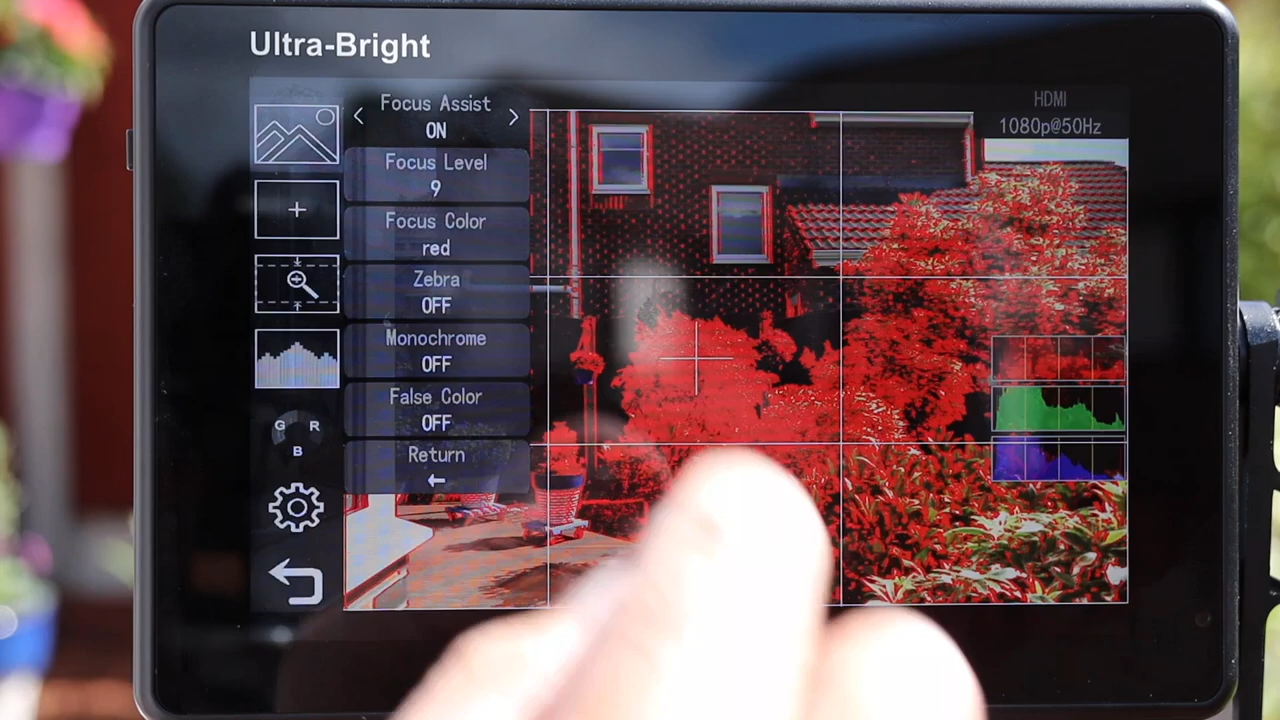 Ultra-Bright
Focus Assist
ON
Focus Level
9
Focus Color
red
Zebra
OFF
Monochrome
OFF
False Color
OFF
Return
HDMI
1080p@50Hz
G R
B